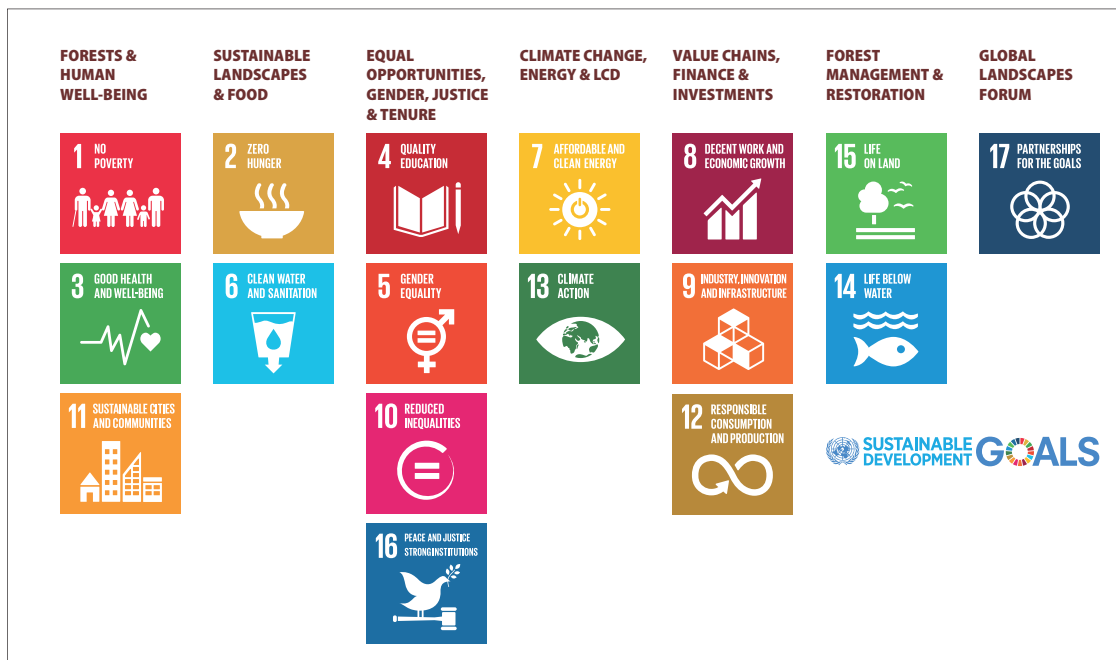 FORESTS &
HUMAN
WELL-BEING
SUSTAINABLE
LANDSCAPES
& FOOD
EQUAL
OPPORTUNITIES,
GENDER, JUSTICE
& TENURE
CLIMATE CHANGE,
ENERGY & LCD
VALUE CHAINS,
FINANCE &
INVESTMENTS
FOREST
MANAGEMENT &
RESTORATION
GLOBAL
LANDSCAPES
FORUM
1 NO
POVERTY
2 ZERO
HUNGER
4 QUALITY
EDUCATION
7 AFFORDABLE AND
CLEAN ENERGY
8 DECENT WORK AND
ECONOMIC GROWTH
15 LIFE
ON LAND
17 PARTNERSHIPS
FOR THE GOALS
3 GOOD HEALTH
AND WELL-BEING
6 CLEAN WATER
AND SANITATION
5 GENDER
EQUALITY
13 CLIMATE
ACTION
9 INDUSTRY, INNOVATION
AND INFRASTRUCTURE
14 LIFE BELOW
WATER
11 SUSTAINABLE CITIES
AND COMMUNITIES
10 REDUCED
INEQUALITIES
12 RESPONSIBLE
CONSUMPTION
AND PRODUCTION
SUSTAINABLE
DEVELOPMENT GOALS
16 PEACE AND JUSTICE
STRONG INSTITUTIONS